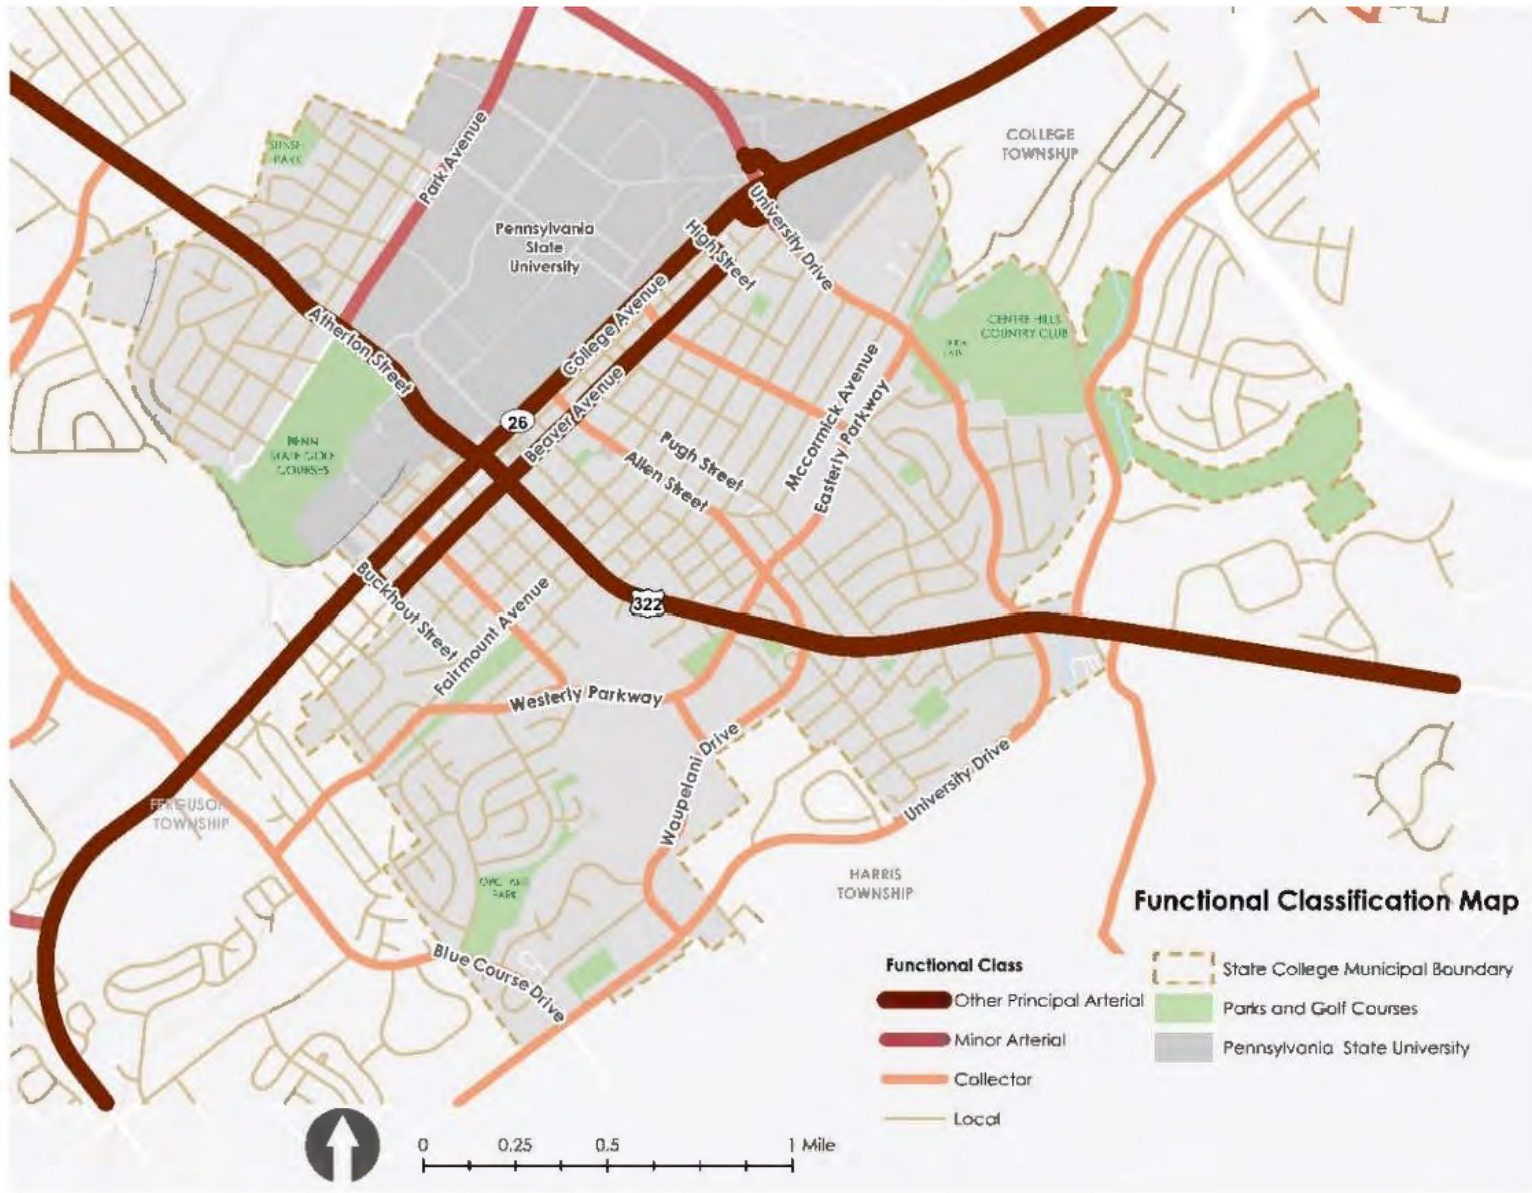 COLLEGE
TOWNSHIP
SUNSET
PARK
Park Avenue
Pennsylvania
State
University
University Drive
High Street
College Avenue
Beaver Avenue
Atherton Street
26
CENTRE HILLS
COUNTRY CLUB
PENN
STATE GOLF
COURSES
Mccormick Avenue
Easterly Parkway
Pugh Street
Allen Street
Buckhout Street
Fairmount Avenue
322
Westerly Parkway
Waupelani Drive
University Drive
FERGUSON
TOWNSHIP
ORCHARD
PARK
HARRIS
TOWNSHIP
Blue Course Drive
Functional Classification Map
Functional Class
Other Principal Arterial
Minor Arterial
Collector
Local
State College Municipal Boundary
Parks and Golf Courses
Pennsylvania State University
0 0.25 0.5 1 Mile